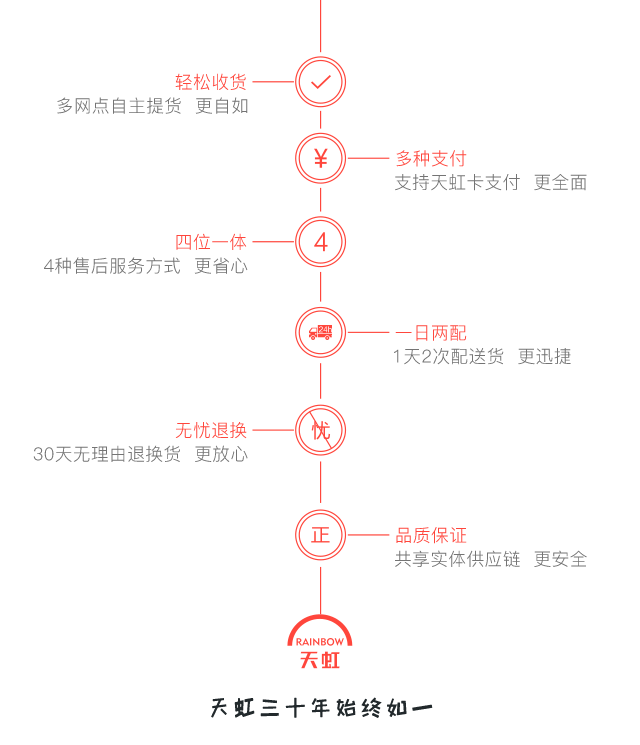 轻松收货
多网点自主提货 更自如
¥
多种支付
支持天虹卡支付 更全面
四位一体
4种售后服务方式 更省心
4
24h
一日两配
1天2次配送货 更迅捷
无忧退换
30天无理由退换货 更放心
忧
正
品质保证
共享实体供应链 更安全
RAINBOW
天虹
天虹三十年始终如一